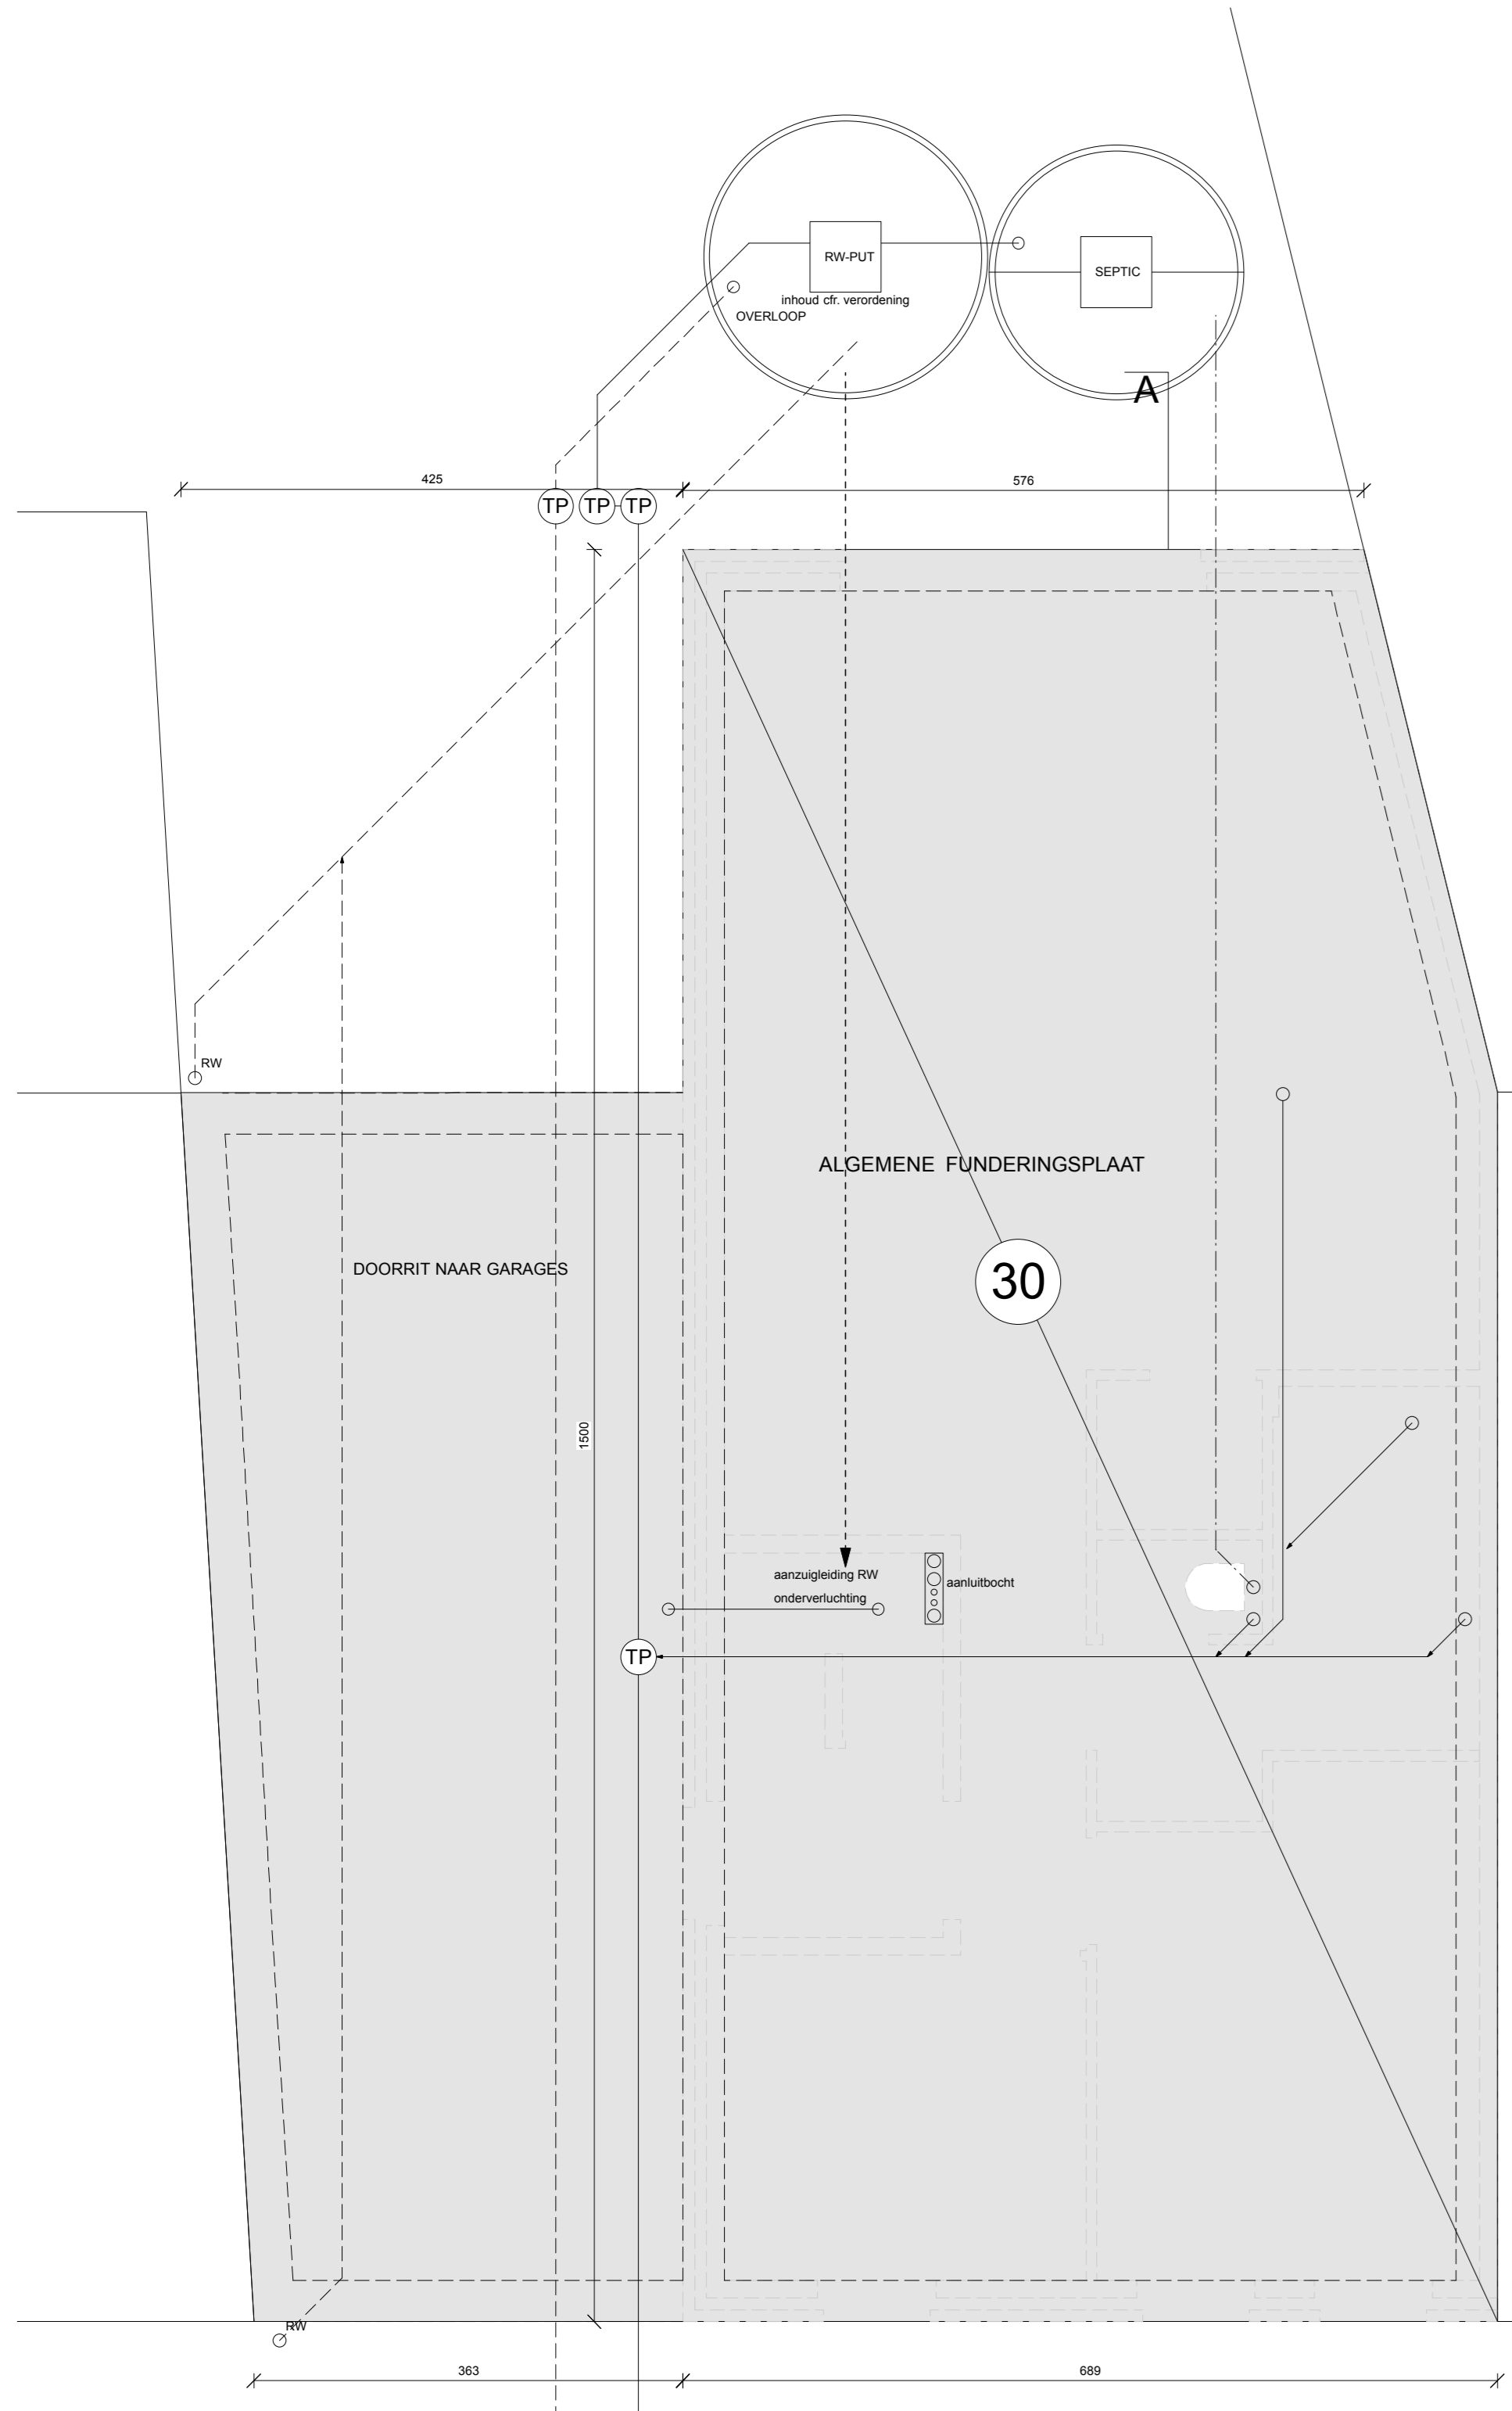 RW-PUT
inhoud cfr. verordening
OVERLOOP
SEPTIC
A
425
576
TP
TP
TP
RW
ALGEMENE FUNDERINGSPLAAT
DOORRIT NAAR GARAGES
30
1500
aanzuigleiding RW
aanluitbocht
onderverluchting
TP
RW
363
689